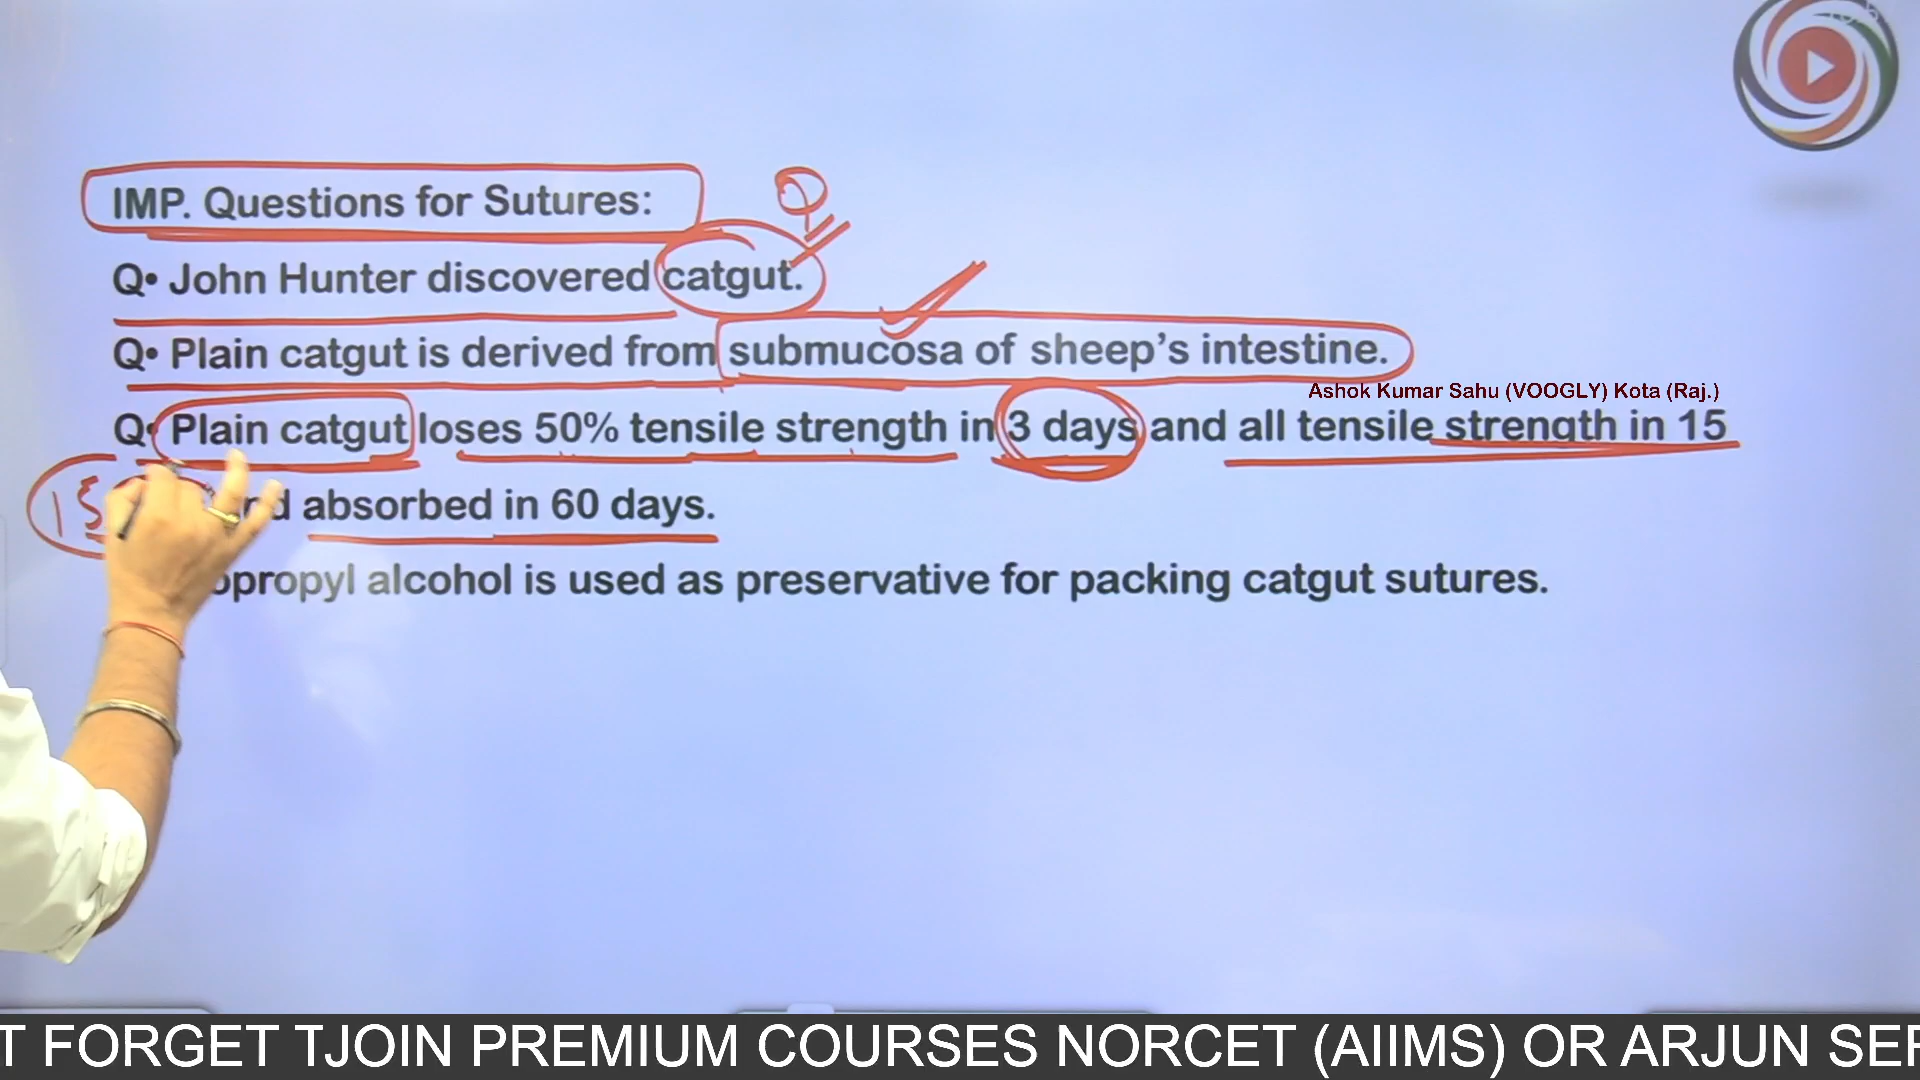 IMP. Questions for Sutures:
Q
Q• John Hunter discovered catgut.
Q• Plain catgut is derived from submucosa of sheep's intestine.
Ashok Kumar Sahu (VOOGLY) Kota (Raj.)
Q• Plain catgut loses 50% tensile strength in 3 days and all tensile strength in 15
15 absorbed in 60 days.
alcohol is used as preservative for packing catgut sutures.
T FORGET TJOIN PREMIUM COURSES NORCET (AIIMS) OR ARJUN SER